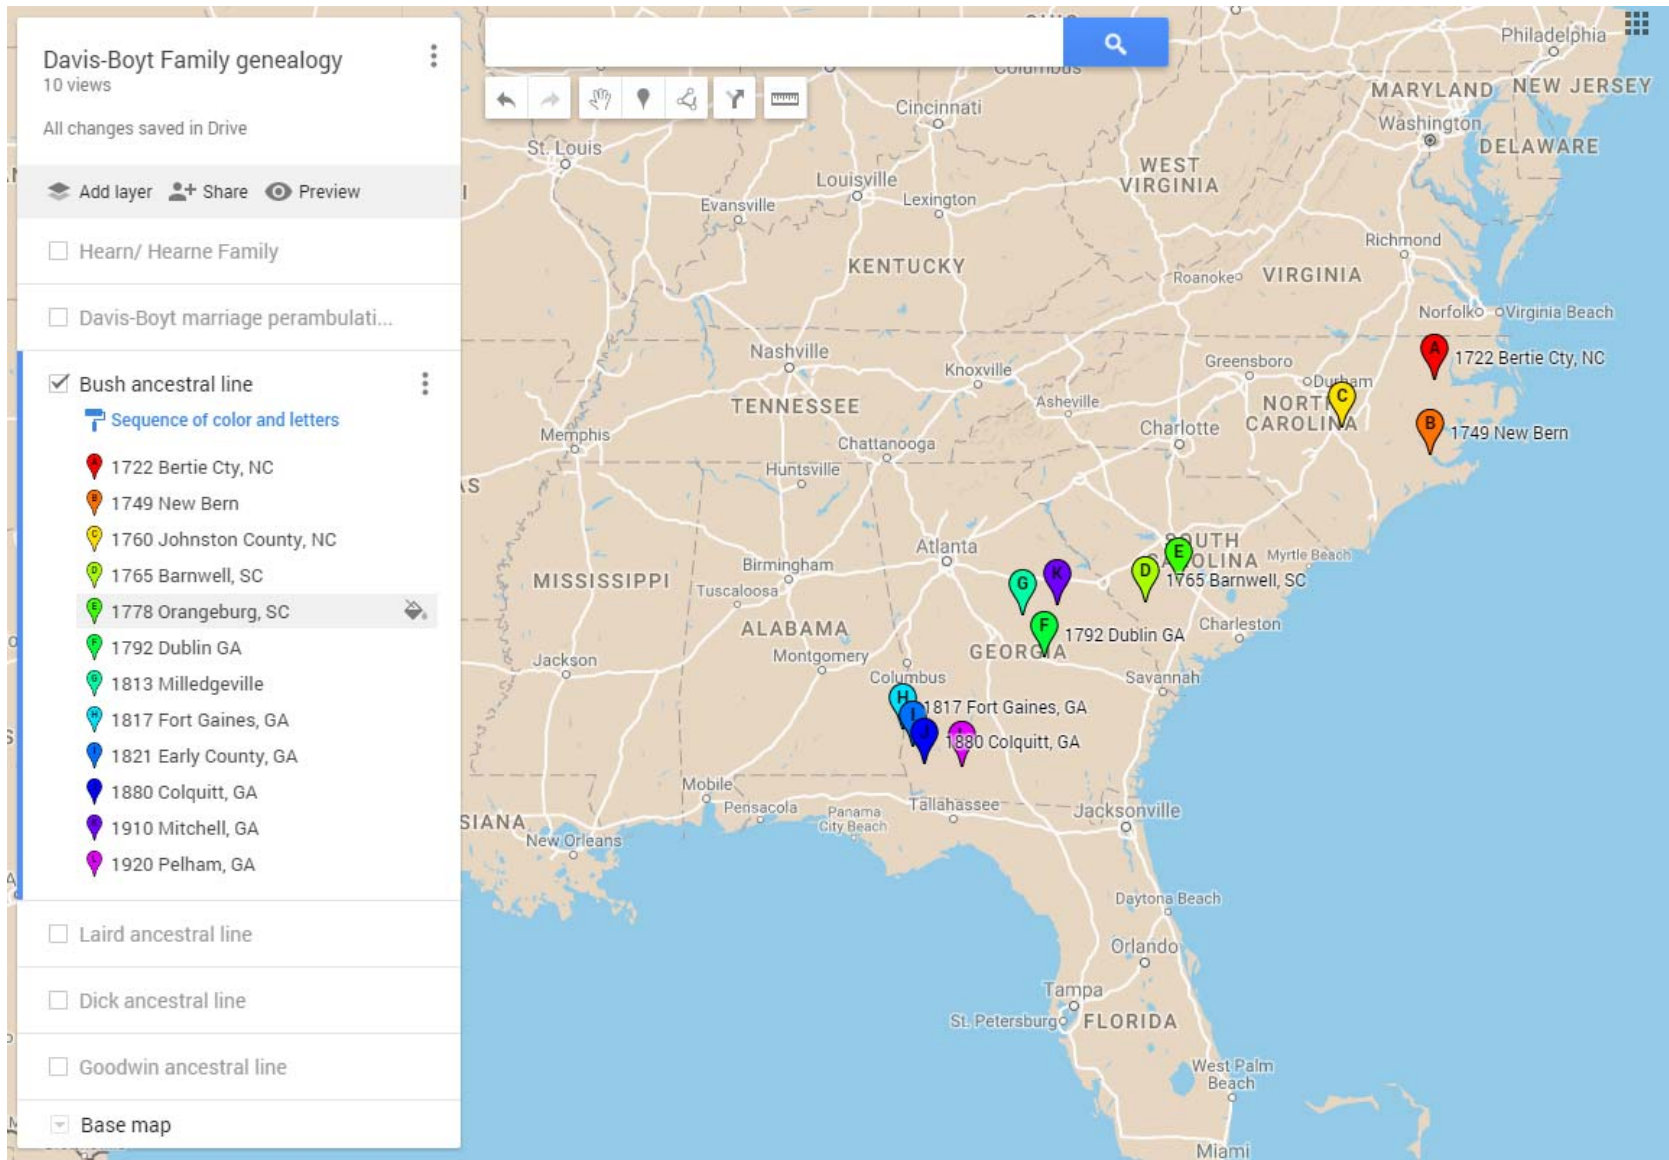 Davis-Boyt Family genealogy
10 views
All changes saved in Drive
Add layer
Share
Preview
Hearn/ Hearne Family
Davis-Boyt marriage perambulati...
Bush ancestral line
Sequence of color and letters
A 1722 Bertie Cty, NC
B 1749 New Bern
C 1760 Johnston County, NC
D 1765 Barnwell, SC
E 1778 Orangeburg, SC
F 1792 Dublin GA
G 1813 Milledgeville
H 1817 Fort Gaines, GA
I 1821 Early County, GA
1880 Colquitt, GA
K 1910 Mitchell, GA
L 1920 Pelham, GA
Laird ancestral line
Dick ancestral line
Goodwin ancestral line
Base map
Philadelphia
Columbus
MARYLAND
NEW JERSEY
Cincinnati
Washington
DELAWARE
St. Louis
WEST
VIRGINIA
Louisville
Lexington
Evansville
Richmond
KENTUCKY
Roanoke
VIRGINIA
Norfolk
Virginia Beach
Nashville
Knoxville
Greensboro
Durham
A
1722 Bertie Cty, NC
TENNESSEE
Asheville
C
NORTH
CAROLINA
Charlotte
B
1749 New Bern
Memphis
Chattanooga
Huntsville
Atlanta
SOUTH
CAROLINA
E
Myrtle Beach
Birmingham
MISSISSIPPI
Tuscaloosa
G
K
D
1765 Barnwell, SC
ALABAMA
F
1792 Dublin GA
Charleston
Jackson
Montgomery
GEORGIA
Columbus
Savannah
H
1817 Fort Gaines, GA
I
J
1880 Colquitt, GA
Mobile
Pensacola
Panama
City Beach
Tallahassee
Jacksonville
SIANA
New Orleans
Daytona Beach
Orlando
Tampa
St. Petersburg
FLORIDA
West Palm
Beach
Miami